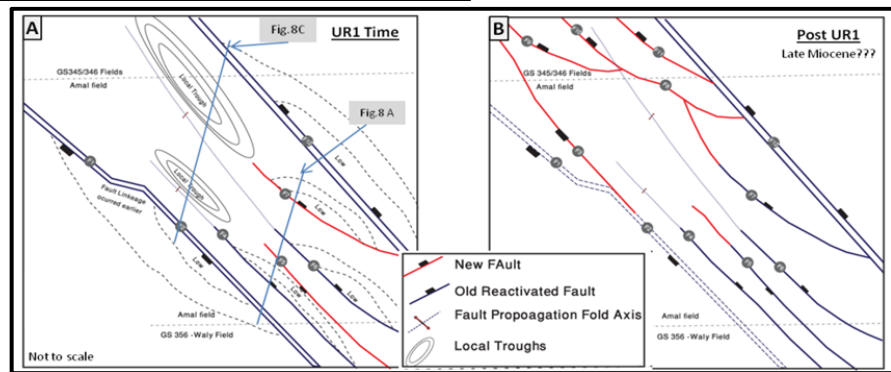 A
Fig.8C
UR1 Time
GS345/346 Fields
Amal field
Local Trough
Fig.8 A
Low
Local Trough
Fault Linkeage
ocurred earlier
Low
Low
Low
Low
Low
Amal field
GS 356 -Waly Field
Not to scale
B
Post UR1
Late Miocene???
GS 345/346 Fields
Amal field
New FAult
Old Reactivated Fault
Fault Propoagation Fold Axis
Local Troughs
Amal field
GS 356 -Waly Field